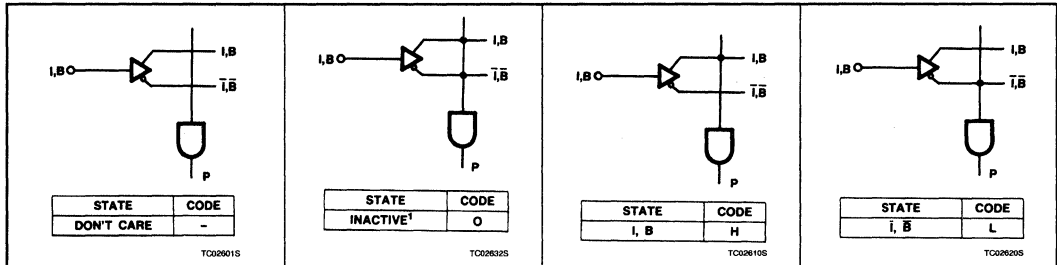 I,B
I,B
I̅,B̅
P
STATE CODE
DON'T CARE –
TC02601S
I,B
I,B
I̅,B̅
P
STATE CODE
INACTIVE¹ O
TC02632S
I,B
I,B
I̅,B̅
P
STATE CODE
I, B H
TC02610S
I,B
I,B
I̅,B̅
P
STATE CODE
I̅, B̅ L
TC02620S